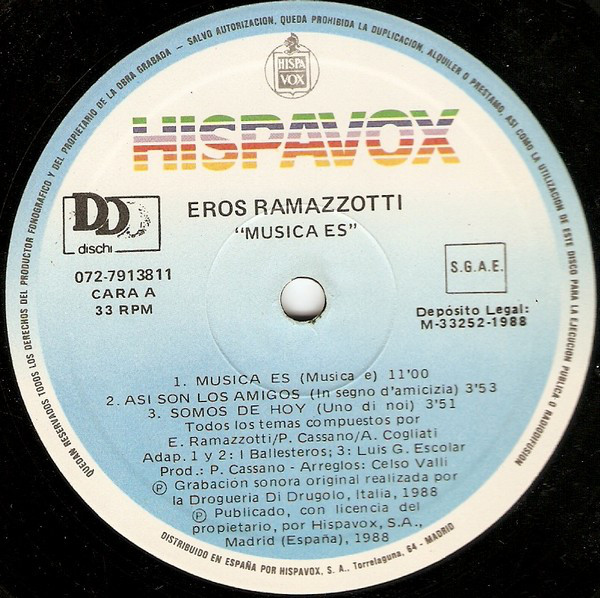 QUEDAN RESERVADOS TODOS LOS DERECHOS DEL PRODUCTOR FONOGRAFICO Y DEL PROPIETARIO DE LA OBRA GRABADA — SALVO AUTORIZACION, QUEDA PROHIBIDA LA DUPLICACION, ALQUILER O PRESTAMO, ASI COMO LA UTILIZACION DE ESTE DISCO PARA LA EJECUCION PUBLICA O RADIODIFUSION
HISPA
VOX
HISPAVOX
DD
dischi
EROS RAMAZZOTTI
"MUSICA ES"
072-7913811
CARA A
33 RPM
S.G.A.E.
Depósito Legal:
M-33252-1988
1. MUSICA ES (Musica e) 11'00
2. ASI SON LOS AMIGOS (In segno d'amicizia) 3'53
3. SOMOS DE HOY (Uno di noi) 3'51
Todos los temas compuestos por
E. Ramazzotti/P. Cassano/A. Cogliati
Adap. 1 y 2: I Ballesteros; 3: Luis G. Escolar
Prod.: P. Cassano - Arreglos: Celso Valli
Ⓟ Grabación sonora original realizada por
la Drogueria Di Drugolo, Italia, 1988
Ⓟ Publicado, con licencia del
propietario, por Hispavox, S.A.,
Madrid (España), 1988
DISTRIBUIDO EN ESPAÑA POR HISPAVOX, S. A., Torrelaguna, 64 - MADRID